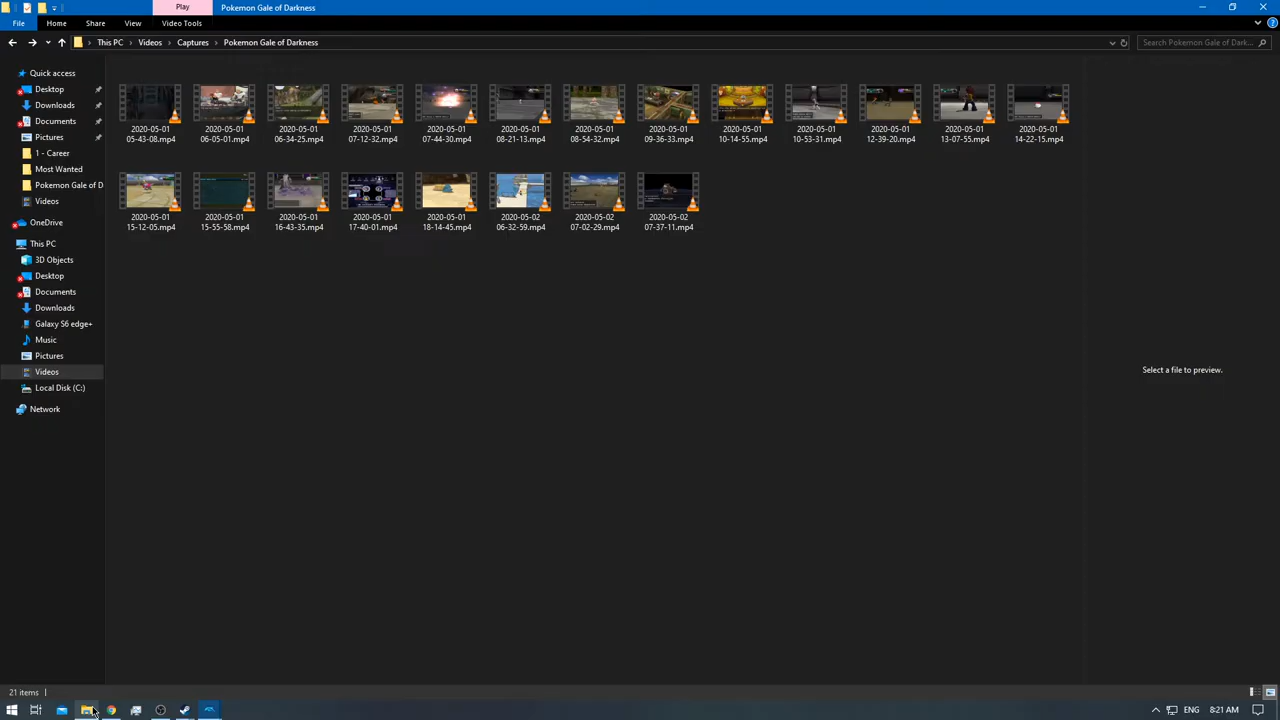 Play
Pokemon Gale of Darkness
File
Home
Share
View
Video Tools
This PC
Videos
Captures
Pokemon Gale of Darkness
Search Pokemon Gale of Dark...
Quick access
Desktop
Downloads
Documents
Pictures
1 - Career
Most Wanted
Pokemon Gale of D
Videos
OneDrive
This PC
3D Objects
Desktop
Documents
Downloads
Galaxy S6 edge+
Music
Pictures
Videos
Local Disk (C:)
Network
2020-05-01
05-43-08.mp4
2020-05-01
06-05-01.mp4
2020-05-01
06-34-25.mp4
2020-05-01
07-12-32.mp4
2020-05-01
07-44-30.mp4
2020-05-01
08-21-13.mp4
2020-05-01
08-54-32.mp4
2020-05-01
09-36-33.mp4
2020-05-01
10-14-55.mp4
2020-05-01
10-53-31.mp4
2020-05-01
12-39-20.mp4
2020-05-01
13-07-55.mp4
2020-05-01
14-22-15.mp4
2020-05-01
15-12-05.mp4
2020-05-01
15-55-58.mp4
2020-05-01
16-43-35.mp4
2020-05-01
17-40-01.mp4
2020-05-01
18-14-45.mp4
2020-05-02
06-32-59.mp4
2020-05-02
07-02-29.mp4
2020-05-02
07-37-11.mp4
Select a file to preview.
21 items
ENG
8:21 AM